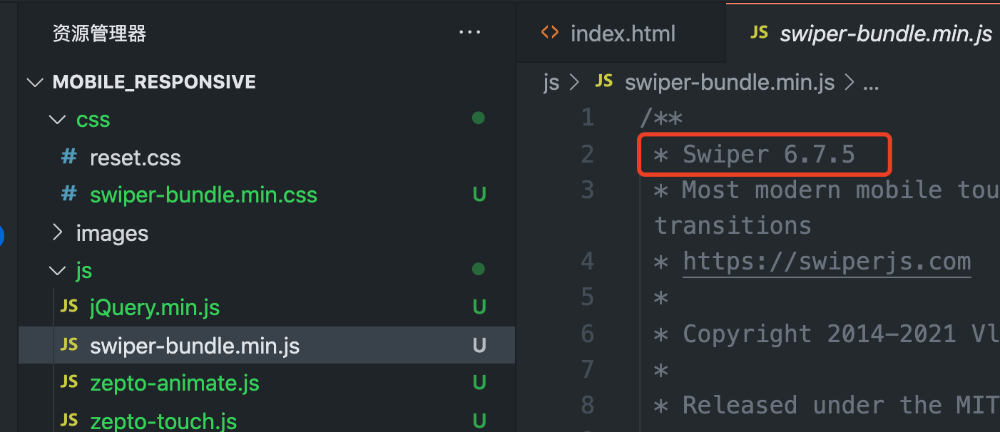 资源管理器
···
MOBILE_RESPONSIVE
css
# reset.css
# swiper-bundle.min.css U
images
js
JS jQuery.min.js U
JS swiper-bundle.min.js U
JS zepto-animate.js U
JS zepto-touch.js U
<> index.html
JS swiper-bundle.min.js
js > JS swiper-bundle.min.js > ...
1 /**
2 * Swiper 6.7.5
3 * Most modern mobile tou
transitions
4 * https://swiperjs.com
5 *
6 * Copyright 2014-2021 Vl
7 *
8 * Released under the MIT